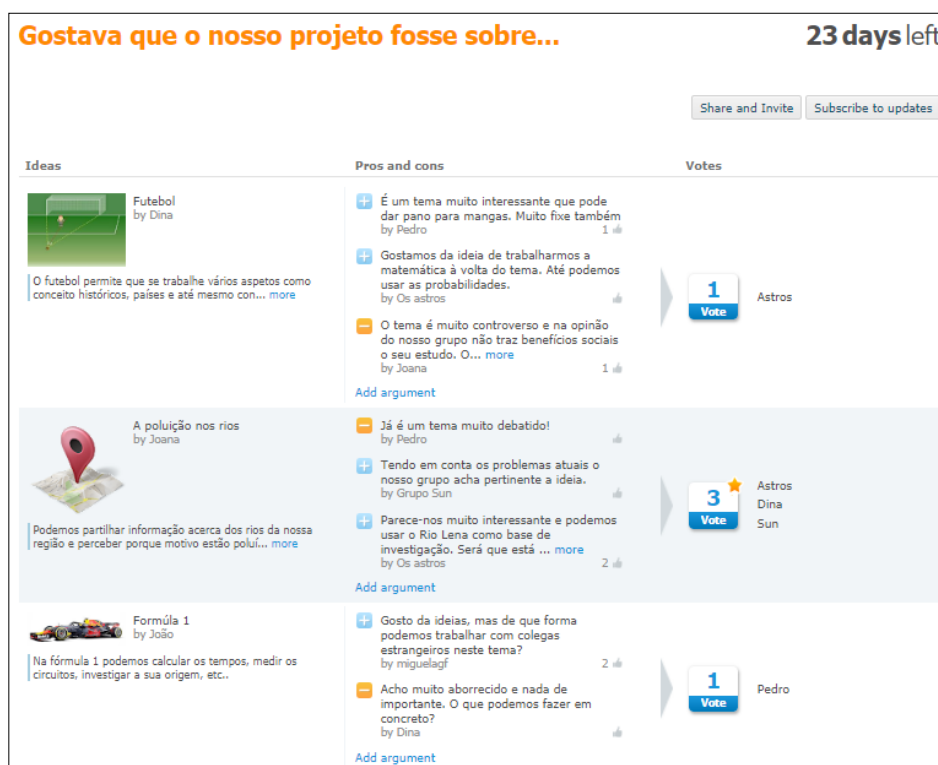 Gostava que o nosso projeto fosse sobre...
23 days left
Share and Invite
Subscribe to updates
Ideas
Pros and cons
Votes
Futebol
by Dina
O futebol permite que se trabalhe vários aspetos como
conceito históricos, países e até mesmo con... more
É um tema muito interessante que pode
dar pano para mangas. Muito fixe também
by Pedro
1
Gostamos da ideia de trabalharmos a
matemática à volta do tema. Até podemos
usar as probabilidades.
by Os astros
O tema é muito controverso e na opinião
do nosso grupo não traz benefícios sociais
o seu estudo. O... more
by Joana
1
Add argument
1
Vote
Astros
A poluição nos rios
by Joana
Podemos partilhar informação acerca dos rios da nossa
região e perceber porque motivo estão poluí... more
Já é um tema muito debatido!
by Pedro
Tendo em conta os problemas atuais o
nosso grupo acha pertinente a ideia.
by Grupo Sun
Parece-nos muito interessante e podemos
usar o Rio Lena como base de
investigação. Será que está ... more
by Os astros
2
Add argument
3
Vote
Astros
Dina
Sun
Formúla 1
by João
Na fórmula 1 podemos calcular os tempos, medir os
circuitos, investigar a sua origem, etc..
Gosto da ideias, mas de que forma
podemos trabalhar com colegas
estrangeiros neste tema?
by miguelagf
2
Acho muito aborrecido e nada de
importante. O que podemos fazer em
concreto?
by Dina
Add argument
1
Vote
Pedro